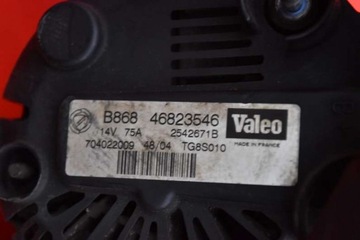 B868 46823546
14V 75A 2542671B
Valeo
MADE IN FRANCE
704022009 48/04 TG8S010